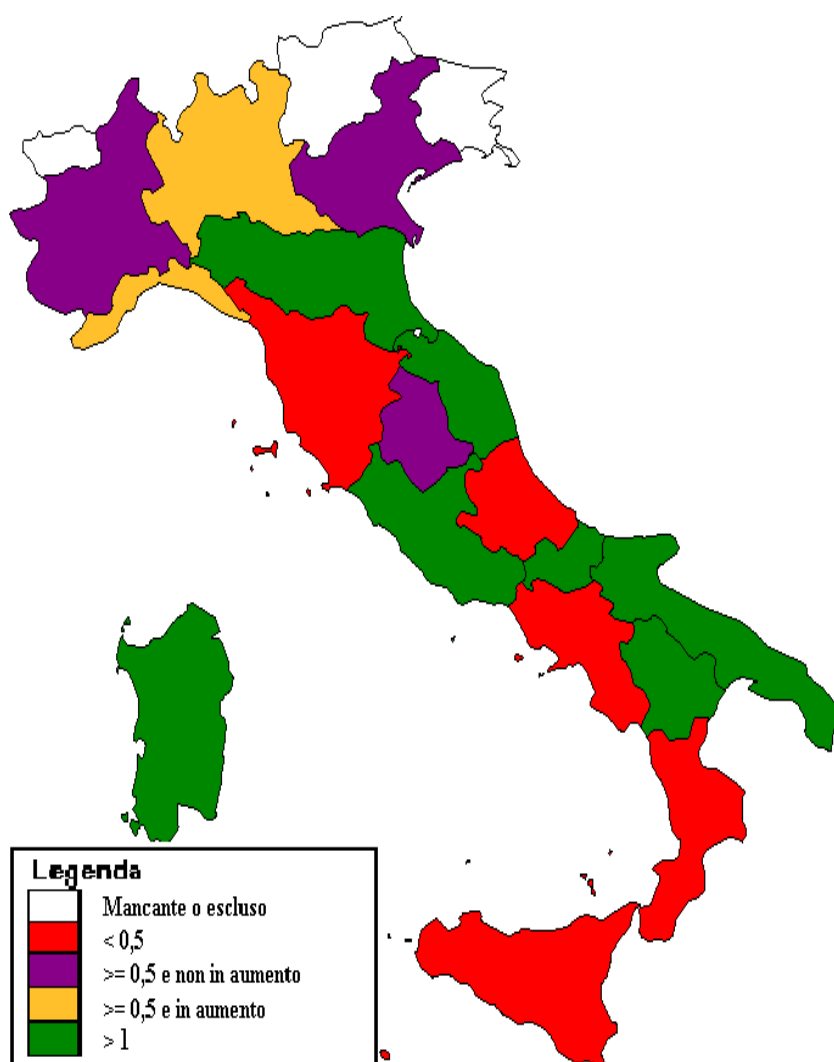 Legenda
Mancante o escluso
< 0,5
>= 0,5 e non in aumento
>= 0,5 e in aumento
> 1